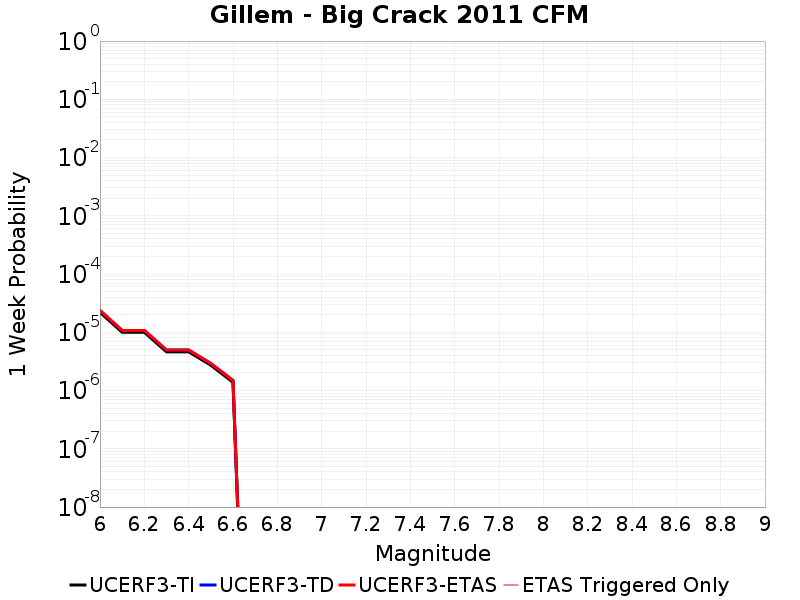 Gillem - Big Crack 2011 CFM
1 Week Probability
10^0
10^-1
10^-2
10^-3
10^-4
10^-5
10^-6
10^-7
10^-8
6 6.2 6.4 6.6 6.8 7 7.2 7.4 7.6 7.8 8 8.2 8.4 8.6 8.8 9
Magnitude
UCERF3-TI UCERF3-TD UCERF3-ETAS ETAS Triggered Only